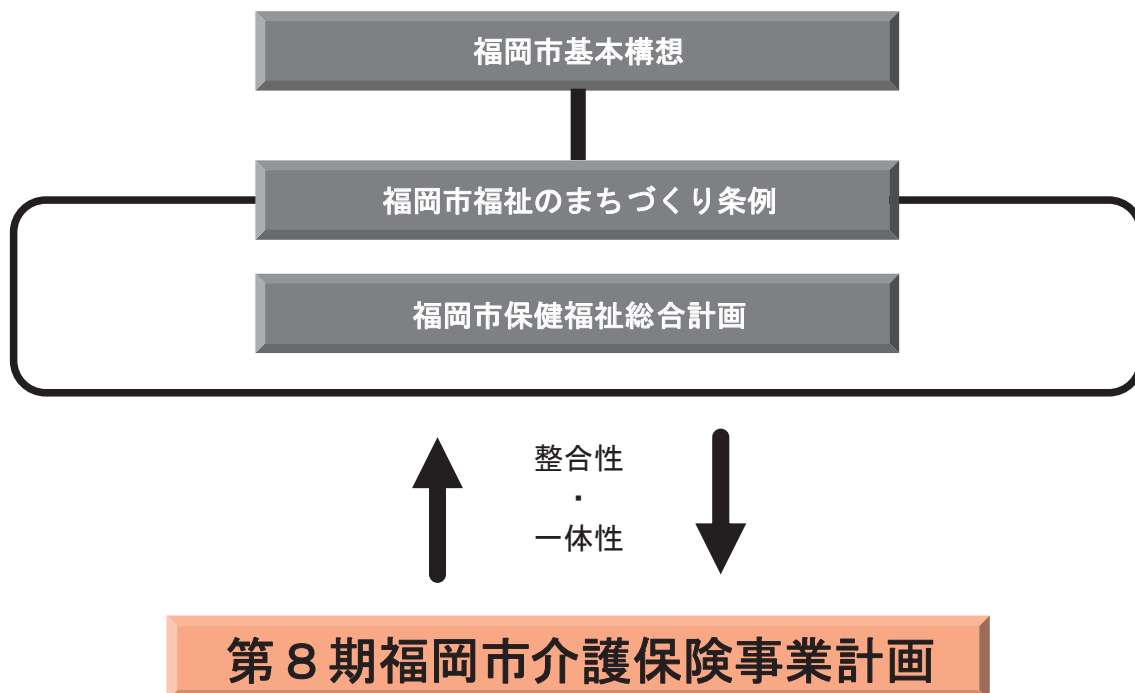 福岡市基本構想
福岡市福祉のまちづくり条例
福岡市保健福祉総合計画
整合性
・
一体性
第８期福岡市介護保険事業計画